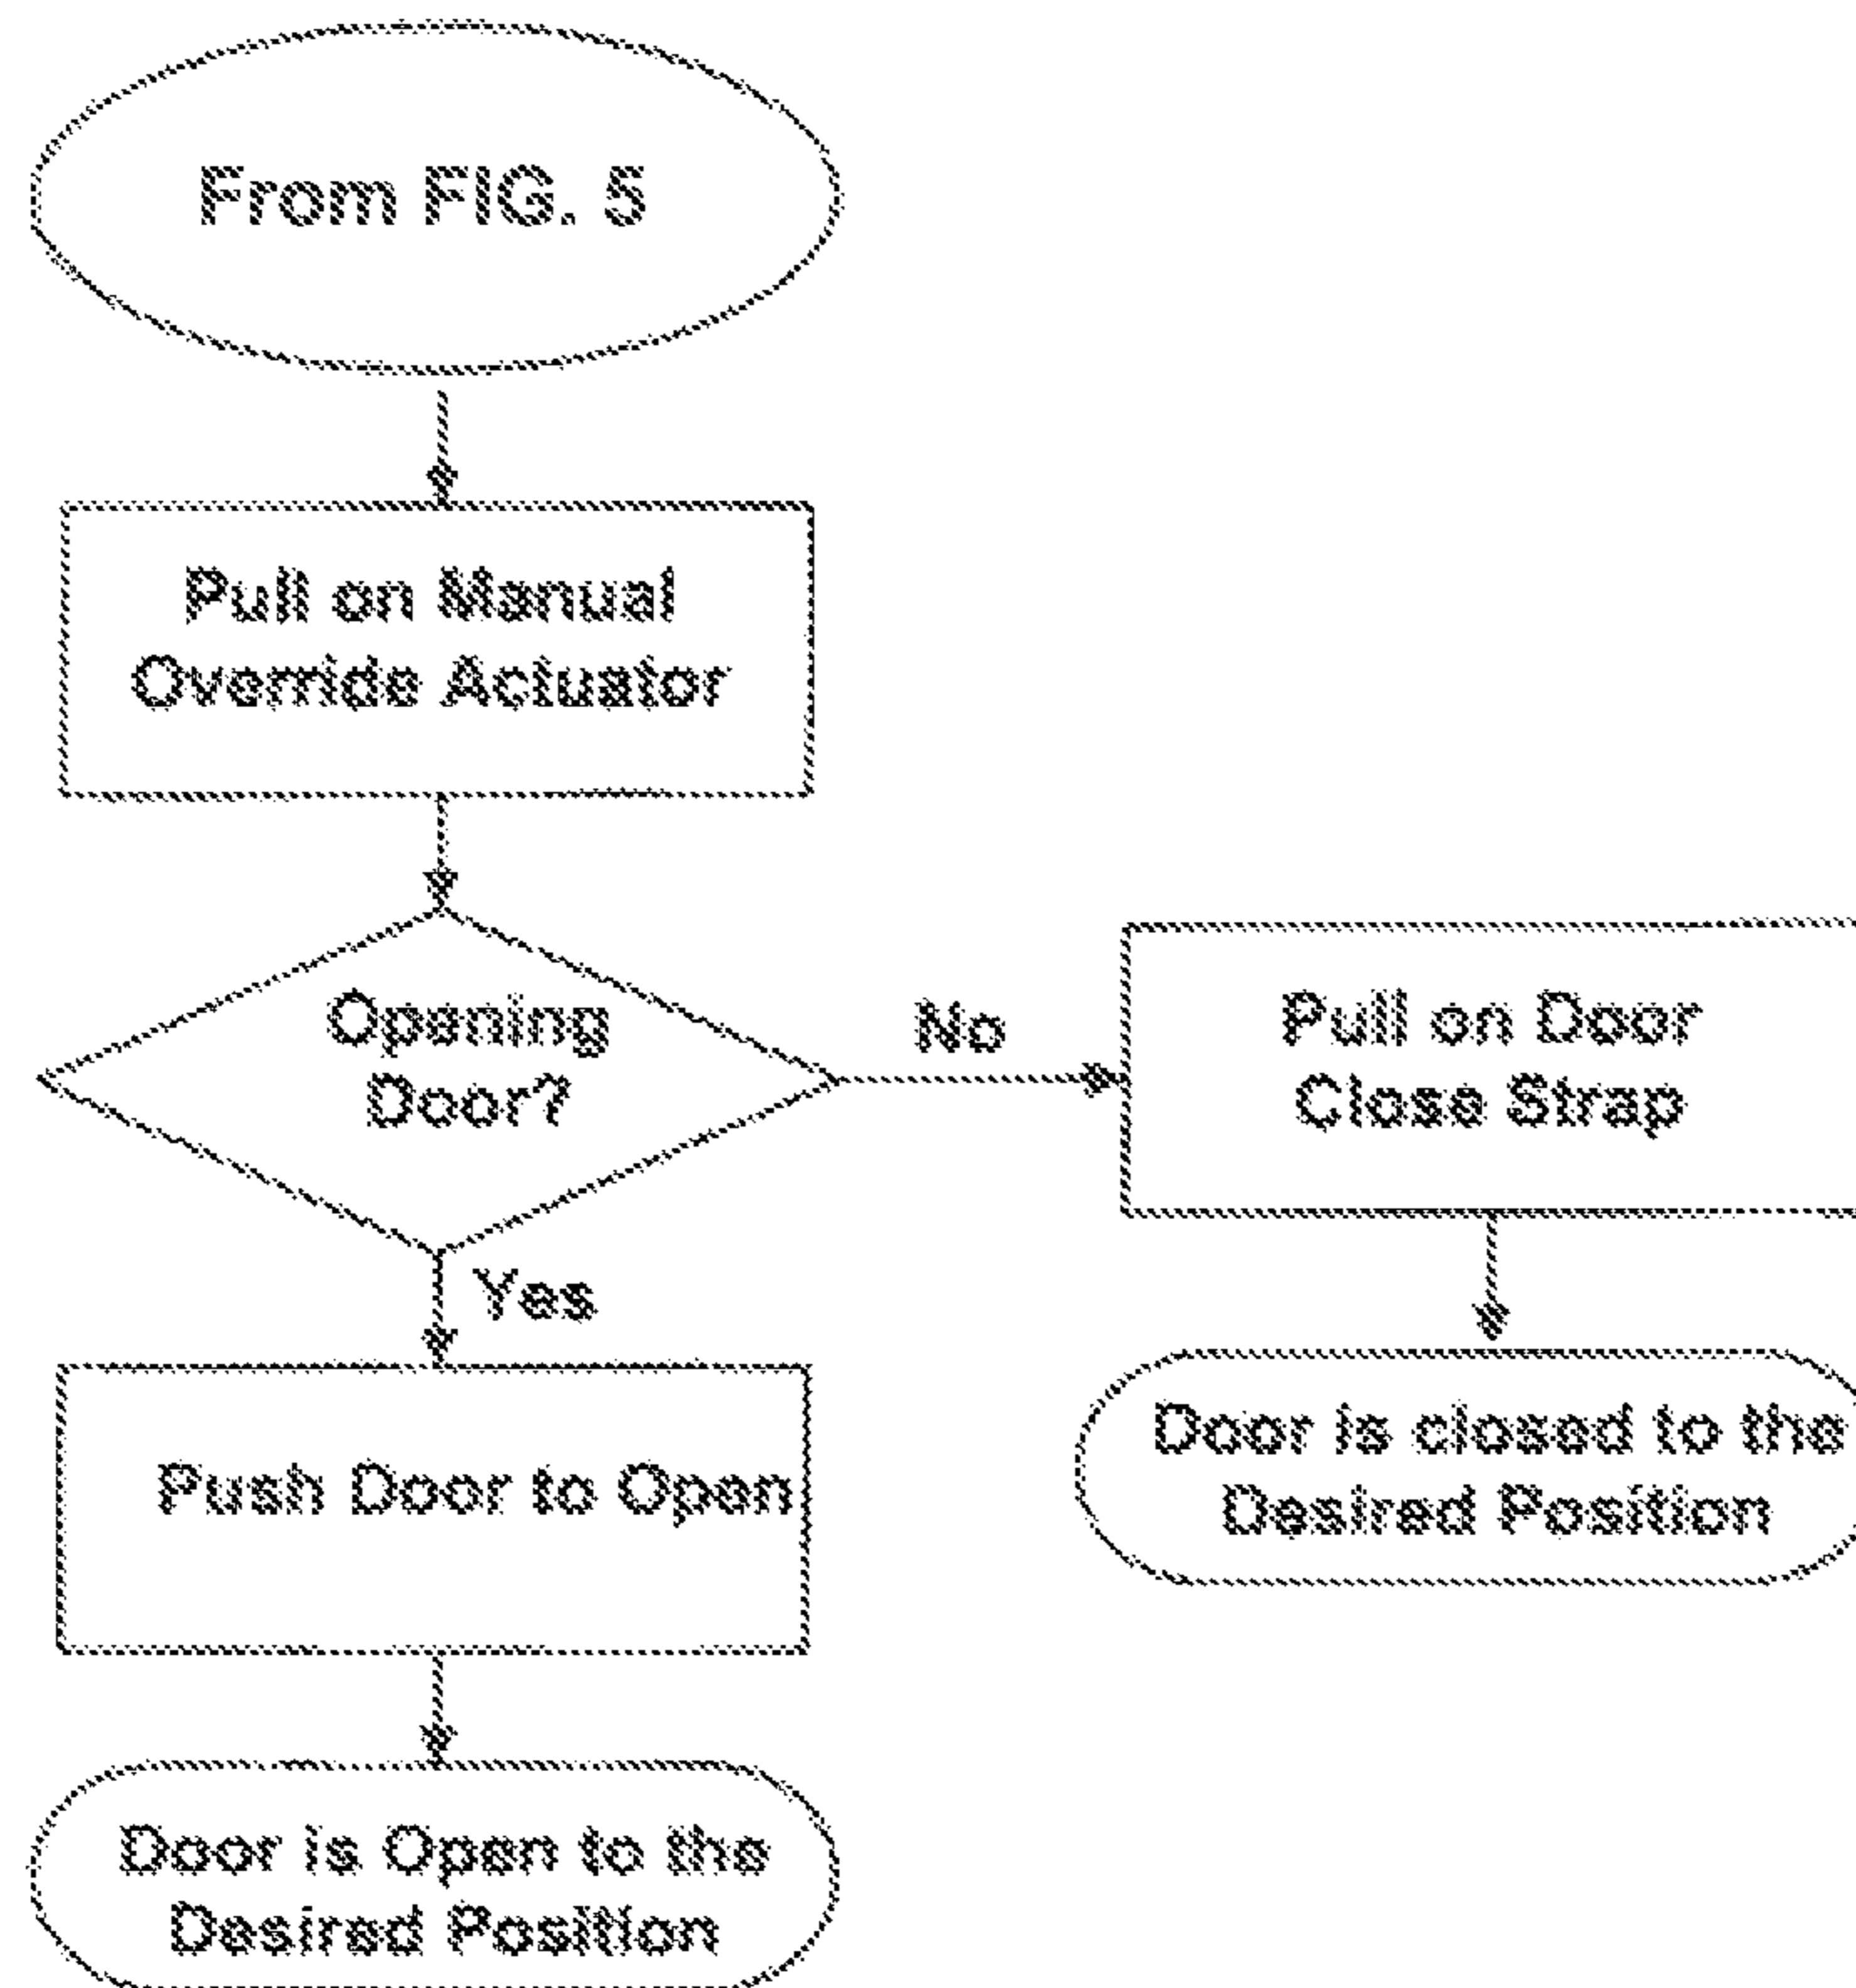 From FIG. 5
Pull on Manual
Override Actuator
Opening
Door?
No
Pull on Door
Close Strap
Yes
Push Door to Open
Door is closed to the
Desired Position
Door is Open to the
Desired Position